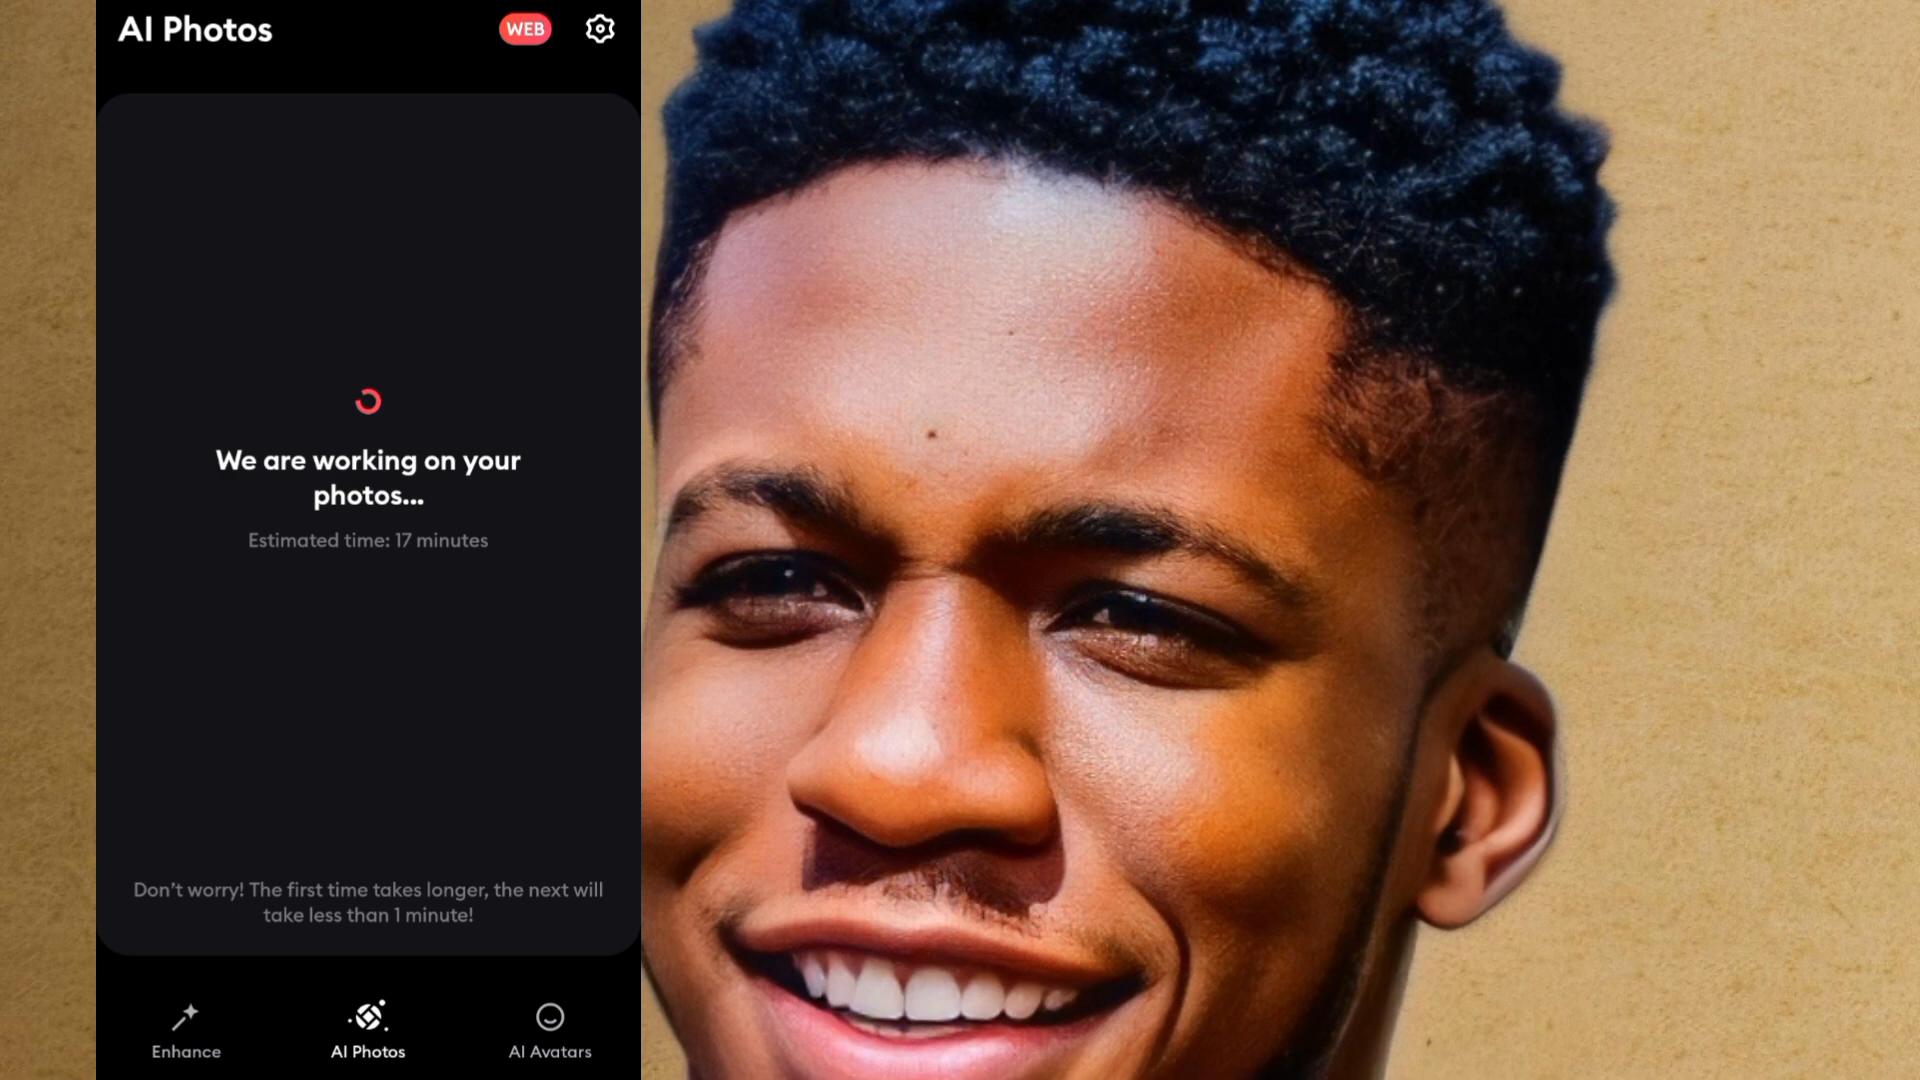 AI Photos
WEB
We are working on your
photos...
Estimated time: 17 minutes
Don't worry! The first time takes longer, the next will
take less than 1 minute!
Enhance
AI Photos
AI Avatars